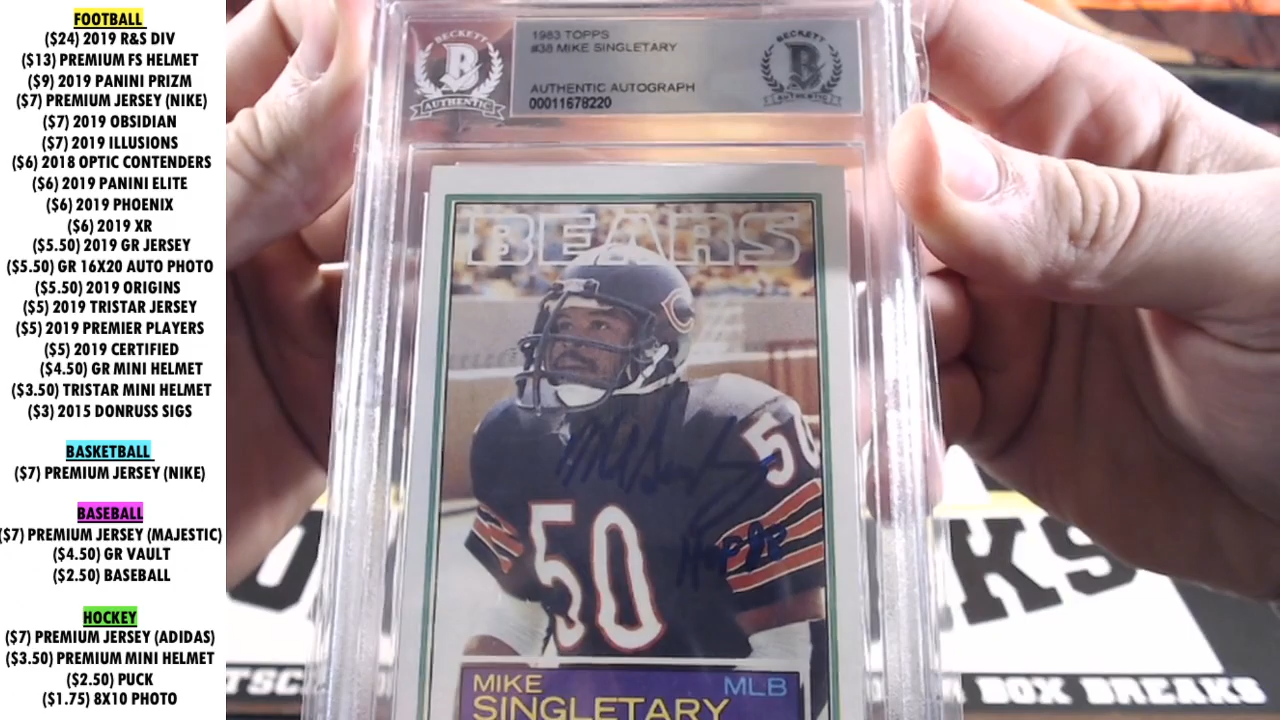 FOOTBALL
($24) 2019 R&S DIV
($13) PREMIUM FS HELMET
($9) 2019 PANINI PRIZM
($7) PREMIUM JERSEY (NIKE)
($7) 2019 OBSIDIAN
($7) 2019 ILLUSIONS
($6) 2018 OPTIC CONTENDERS
($6) 2019 PANINI ELITE
($6) 2019 PHOENIX
($6) 2019 XR
($5.50) 2019 GR JERSEY
($5.50) GR 16X20 AUTO PHOTO
($5.50) 2019 ORIGINS
($5) 2019 TRISTAR JERSEY
($5) 2019 PREMIER PLAYERS
($5) 2019 CERTIFIED
($4.50) GR MINI HELMET
($3.50) TRISTAR MINI HELMET
($3) 2015 DONRUSS SIGS
BASKETBALL
($7) PREMIUM JERSEY (NIKE)
BASEBALL
($7) PREMIUM JERSEY (MAJESTIC)
($4.50) GR VAULT
($2.50) BASEBALL
HOCKEY
($7) PREMIUM JERSEY (ADIDAS)
($3.50) PREMIUM MINI HELMET
($2.50) PUCK
($1.75) 8X10 PHOTO
BECKETT
B
AUTHENTIC
1983 TOPPS
#38 MIKE SINGLETARY
AUTHENTIC AUTOGRAPH
00011678220
BECKETT
B
AUTHENTIC
BEARS
C
50
50
HOF 98
MIKE MLB
SINGLETARY
KS
BOX BREAKS